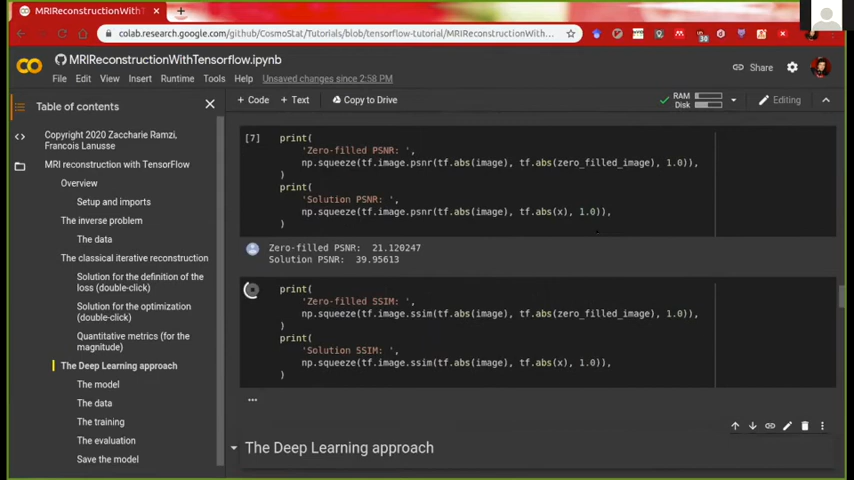 MRIReconstructionWithT
colab.research.google.com/github/CosmoStat/Tutorials/blob/tensorflow-tutorial/MRIReconstructionWith...
30
MRIReconstructionWithTensorflow.ipynb
File Edit View Insert Runtime Tools Help Unsaved changes since 2:58 PM
Share
Table of contents
+ Code + Text Copy to Drive
RAM
Disk
Editing
Copyright 2020 Zaccharie Ramzi,
Francois Lanusse
MRI reconstruction with TensorFlow
Overview
Setup and imports
The inverse problem
The data
The classical iterative reconstruction
Solution for the definition of the
loss (double-click)
Solution for the optimization
(double-click)
Quantitative metrics (for the
magnitude)
The Deep Learning approach
The model
The data
The training
The evaluation
Save the model
[7] print(
'Zero-filled PSNR: ',
np.squeeze(tf.image.psnr(tf.abs(image), tf.abs(zero_filled_image), 1.0)),
)
print(
'Solution PSNR: ',
np.squeeze(tf.image.psnr(tf.abs(image), tf.abs(x), 1.0)),
)
Zero-filled PSNR:  21.120247
Solution PSNR:  39.95613
print(
'Zero-filled SSIM: ',
np.squeeze(tf.image.ssim(tf.abs(image), tf.abs(zero_filled_image), 1.0)),
)
print(
'Solution SSIM: ',
np.squeeze(tf.image.ssim(tf.abs(image), tf.abs(x), 1.0)),
)
...
The Deep Learning approach